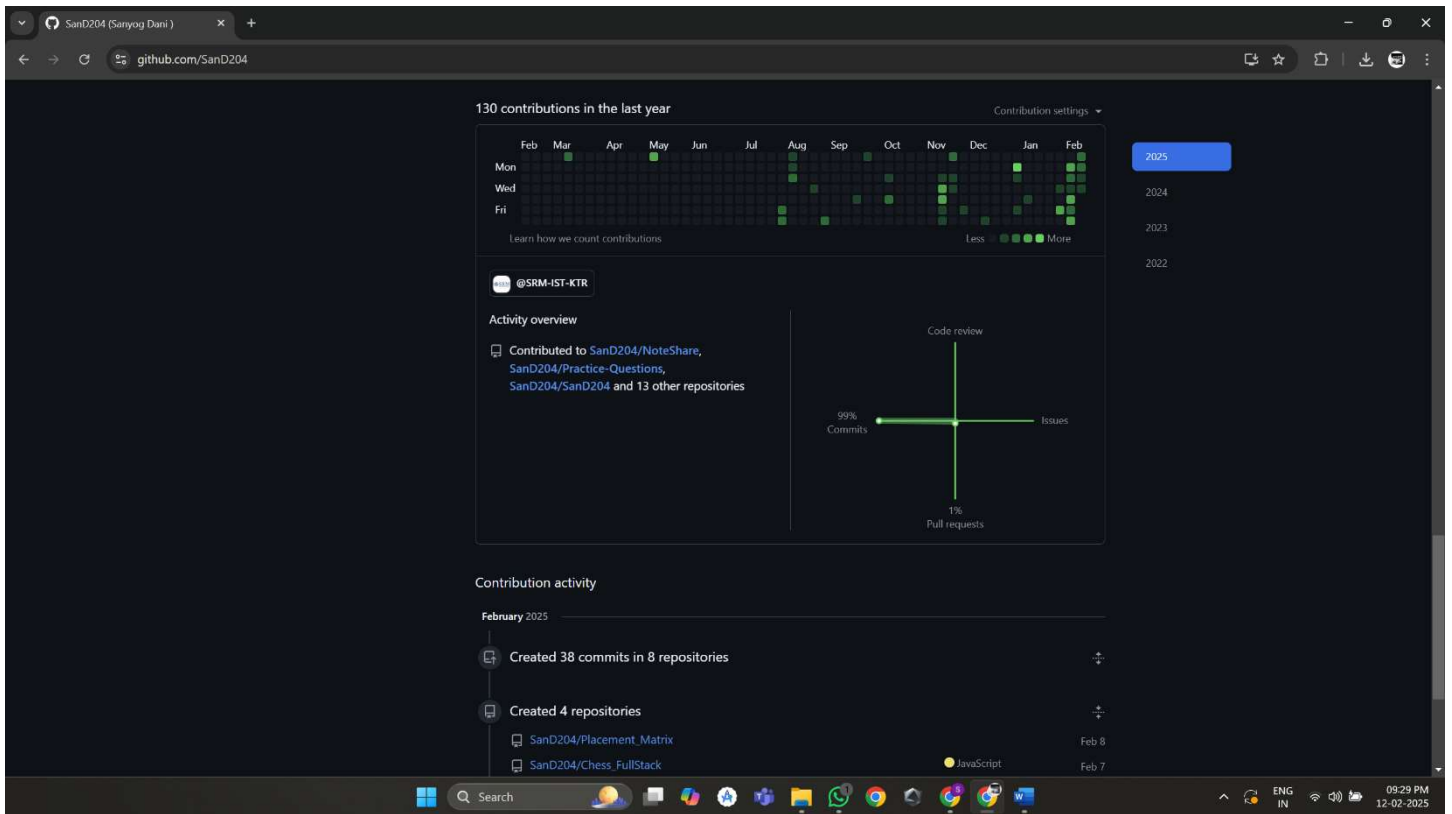 SanD204 (Sanyog Dani )
github.com/SanD204
130 contributions in the last year
Contribution settings
Feb Mar Apr May Jun Jul Aug Sep Oct Nov Dec Jan Feb
Mon
Wed
Fri
Learn how we count contributions
Less More
2025
2024
2023
2022
@SRM-IST-KTR
Activity overview
Contributed to SanD204/NoteShare,
SanD204/Practice-Questions,
SanD204/SanD204 and 13 other repositories
Code review
99%
Commits
Issues
1%
Pull requests
Contribution activity
February 2025
Created 38 commits in 8 repositories
Created 4 repositories
SanD204/Placement_Matrix Feb 8
SanD204/Chess_FullStack JavaScript Feb 7
Search
ENG
IN
09:29 PM
12-02-2025